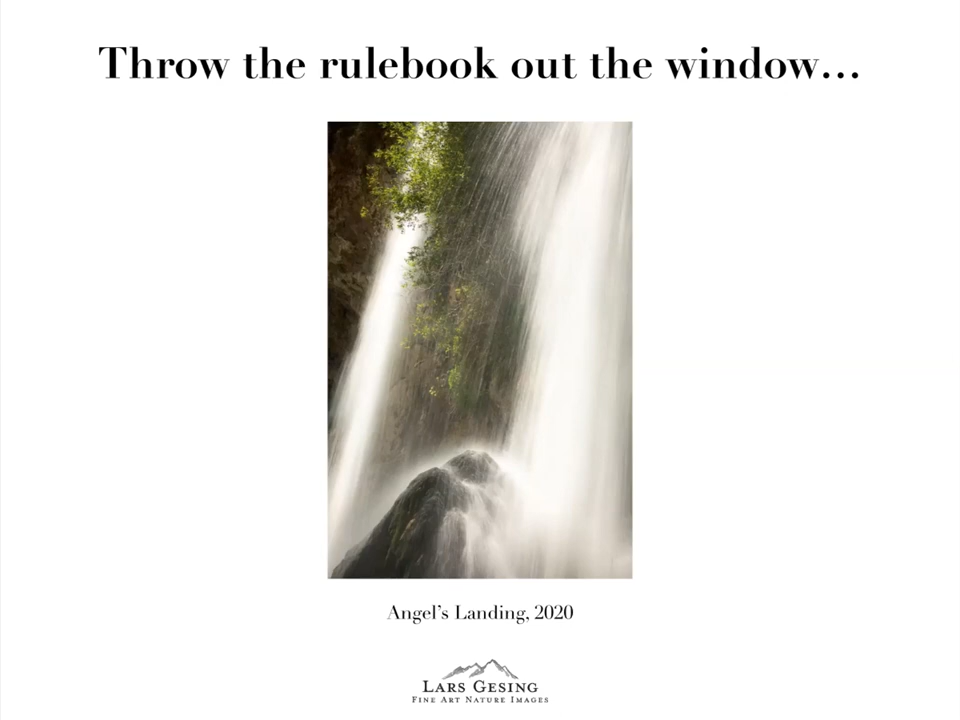 Throw the rulebook out the window...
Angel's Landing, 2020
LARS GESING
FINE ART NATURE IMAGES